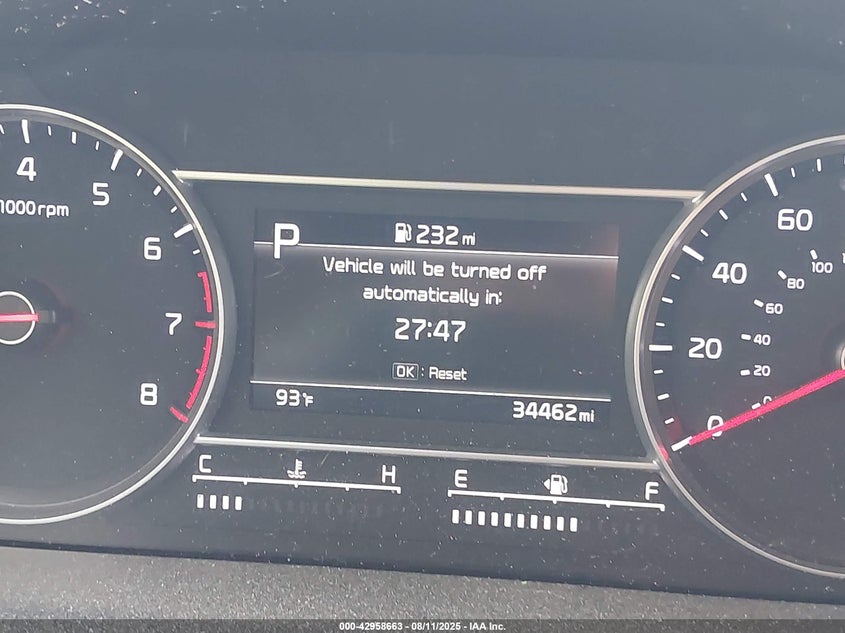 4
5
1000rpm
6
7
8
P
232 mi
Vehicle will be turned off
automatically in:
27:47
OK : Reset
93°F
34462 mi
C H
E F
60
40
20
0
100
80
60
40
20
0
000-42958663 - 08/11/2025 - IAA Inc.